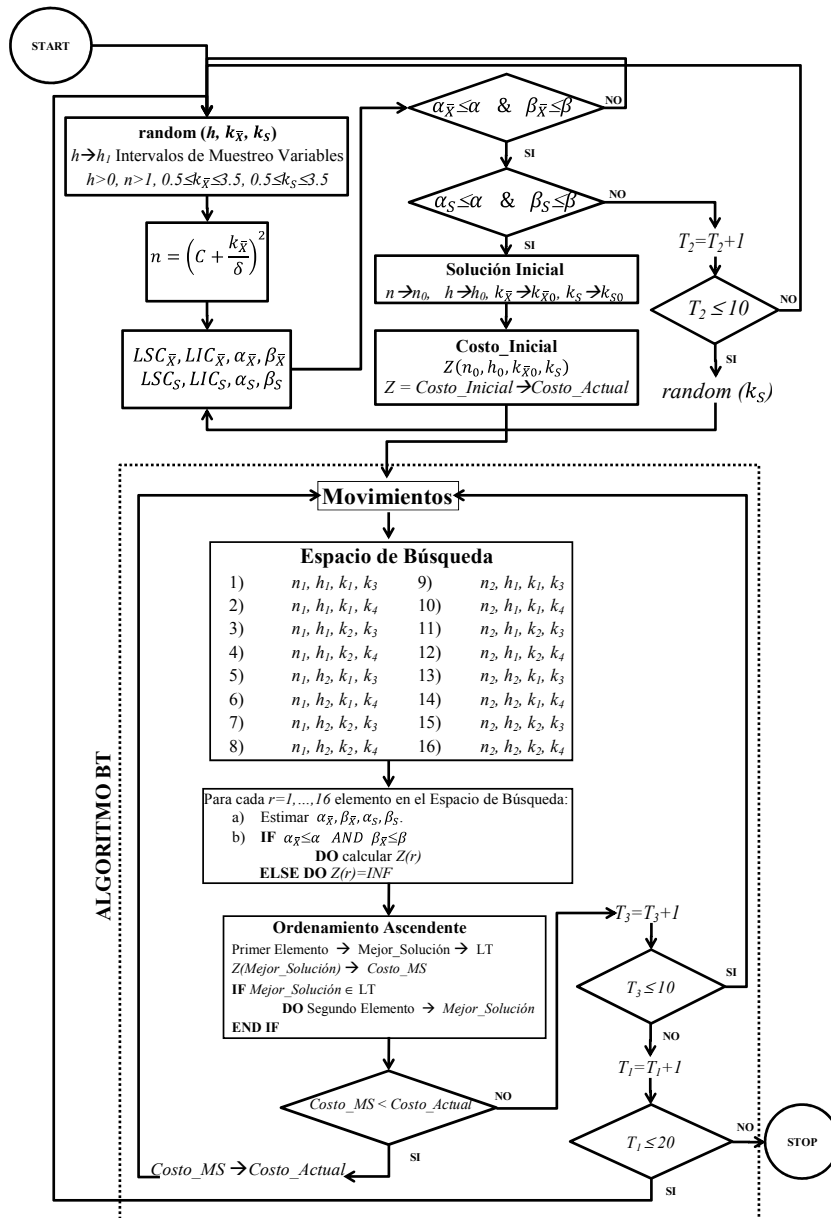 START
random (h, k_X̄, k_S)
h→h₁ Intervalos de Muestreo Variables
h>0, n>1, 0.5≤k_X̄≤3.5, 0.5≤k_S≤3.5
n = (C + k_X̄/δ)²
LSC_X̄, LIC_X̄, α_X̄, β_X̄
LSC_S, LIC_S, α_S, β_S
α_X̄≤α & β_X̄≤β
NO
SI
α_S≤α & β_S≤β
NO
SI
T₂=T₂+1
T₂ ≤ 10
NO
SI
random (k_S)
Solución Inicial
n→n₀, h→h₀, k_X̄→k_X̄0, k_S→k_S0
Costo_Inicial
Z(n₀, h₀, k_X̄0, k_S)
Z = Costo_Inicial→Costo_Actual
ALGORITMO BT
Movimientos
Espacio de Búsqueda
1) n₁, h₁, k₁, k₃ 9) n₂, h₁, k₁, k₃
2) n₁, h₁, k₁, k₄ 10) n₂, h₁, k₁, k₄
3) n₁, h₁, k₂, k₃ 11) n₂, h₁, k₂, k₃
4) n₁, h₁, k₂, k₄ 12) n₂, h₁, k₂, k₄
5) n₁, h₂, k₁, k₃ 13) n₂, h₂, k₁, k₃
6) n₁, h₂, k₁, k₄ 14) n₂, h₂, k₁, k₄
7) n₁, h₂, k₂, k₃ 15) n₂, h₂, k₂, k₃
8) n₁, h₂, k₂, k₄ 16) n₂, h₂, k₂, k₄
Para cada r=1,...,16 elemento en el Espacio de Búsqueda:
a) Estimar α_X̄, β_X̄, α_S, β_S.
b) IF α_X̄≤α AND β_X̄≤β
DO calcular Z(r)
ELSE DO Z(r)=INF
Ordenamiento Ascendente
Primer Elemento → Mejor_Solución → LT
Z(Mejor_Solución) → Costo_MS
IF Mejor_Solución ∈ LT
DO Segundo Elemento → Mejor_Solución
END IF
Costo_MS < Costo_Actual
NO
SI
Costo_MS→Costo_Actual
T₃=T₃+1
T₃ ≤ 10
SI
NO
T₁=T₁+1
T₁ ≤ 20
NO
SI
STOP